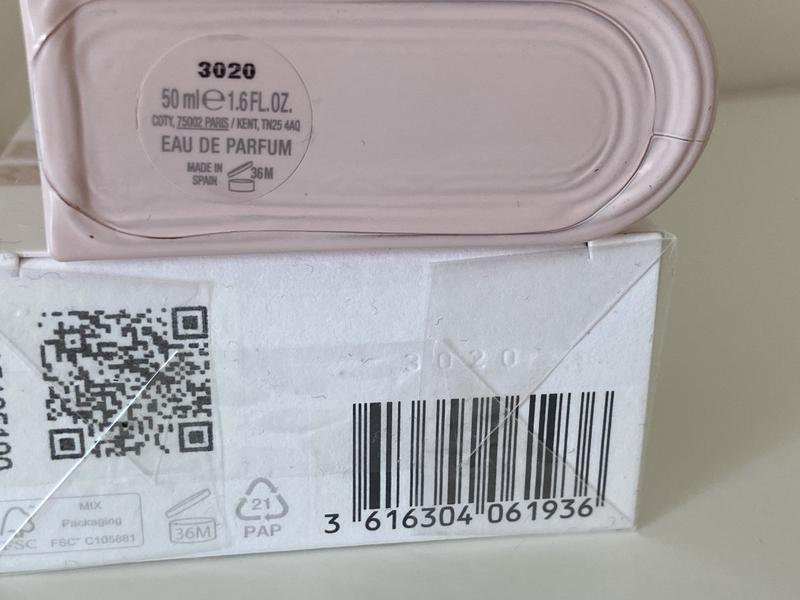 3020
50 ml℮1.6 FL.OZ.
COTY, 75002 PARIS / KENT, TN25 4AQ
EAU DE PARFUM
MADE IN
SPAIN
36M
3020
MIX
Packaging
FSC™ C105881
FSC
36M
21
PAP
3 616304 061936